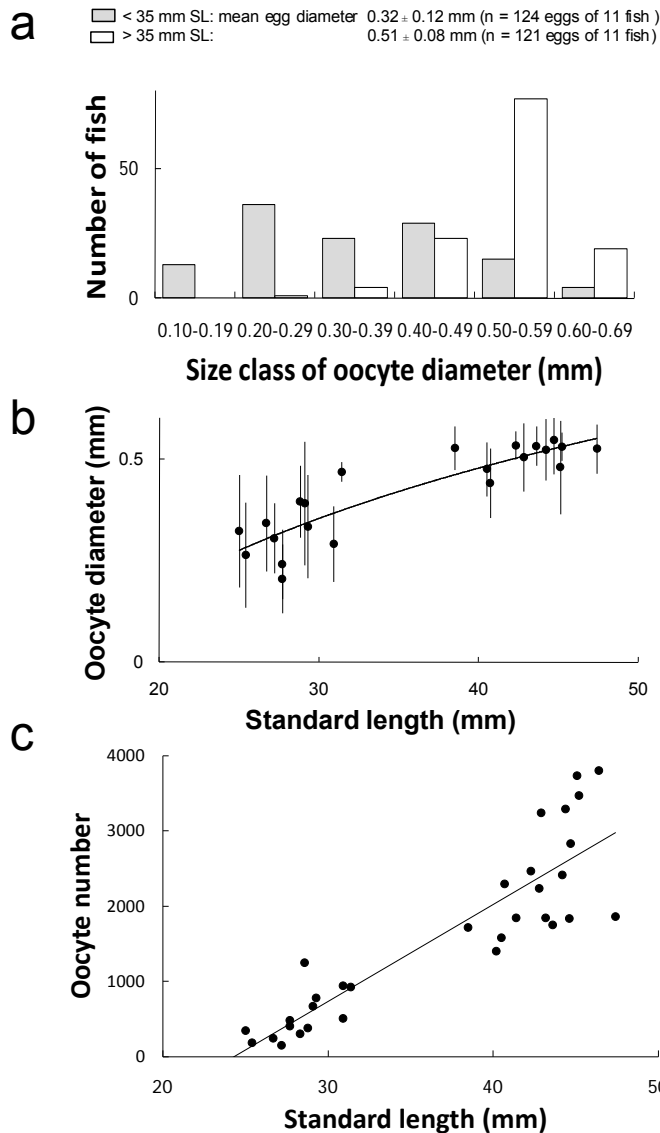 a
< 35 mm SL: mean egg diameter 0.32 ± 0.12 mm (n = 124 eggs of 11 fish)
> 35 mm SL: 0.51 ± 0.08 mm (n = 121 eggs of 11 fish)
Number of fish
50
0
0.10-0.19 0.20-0.29 0.30-0.39 0.40-0.49 0.50-0.59 0.60-0.69
Size class of oocyte diameter (mm)
b
Oocyte diameter (mm)
0.5
0
20 30 40 50
Standard length (mm)
c
Oocyte number
4000
3000
2000
1000
0
20 30 40 50
Standard length (mm)